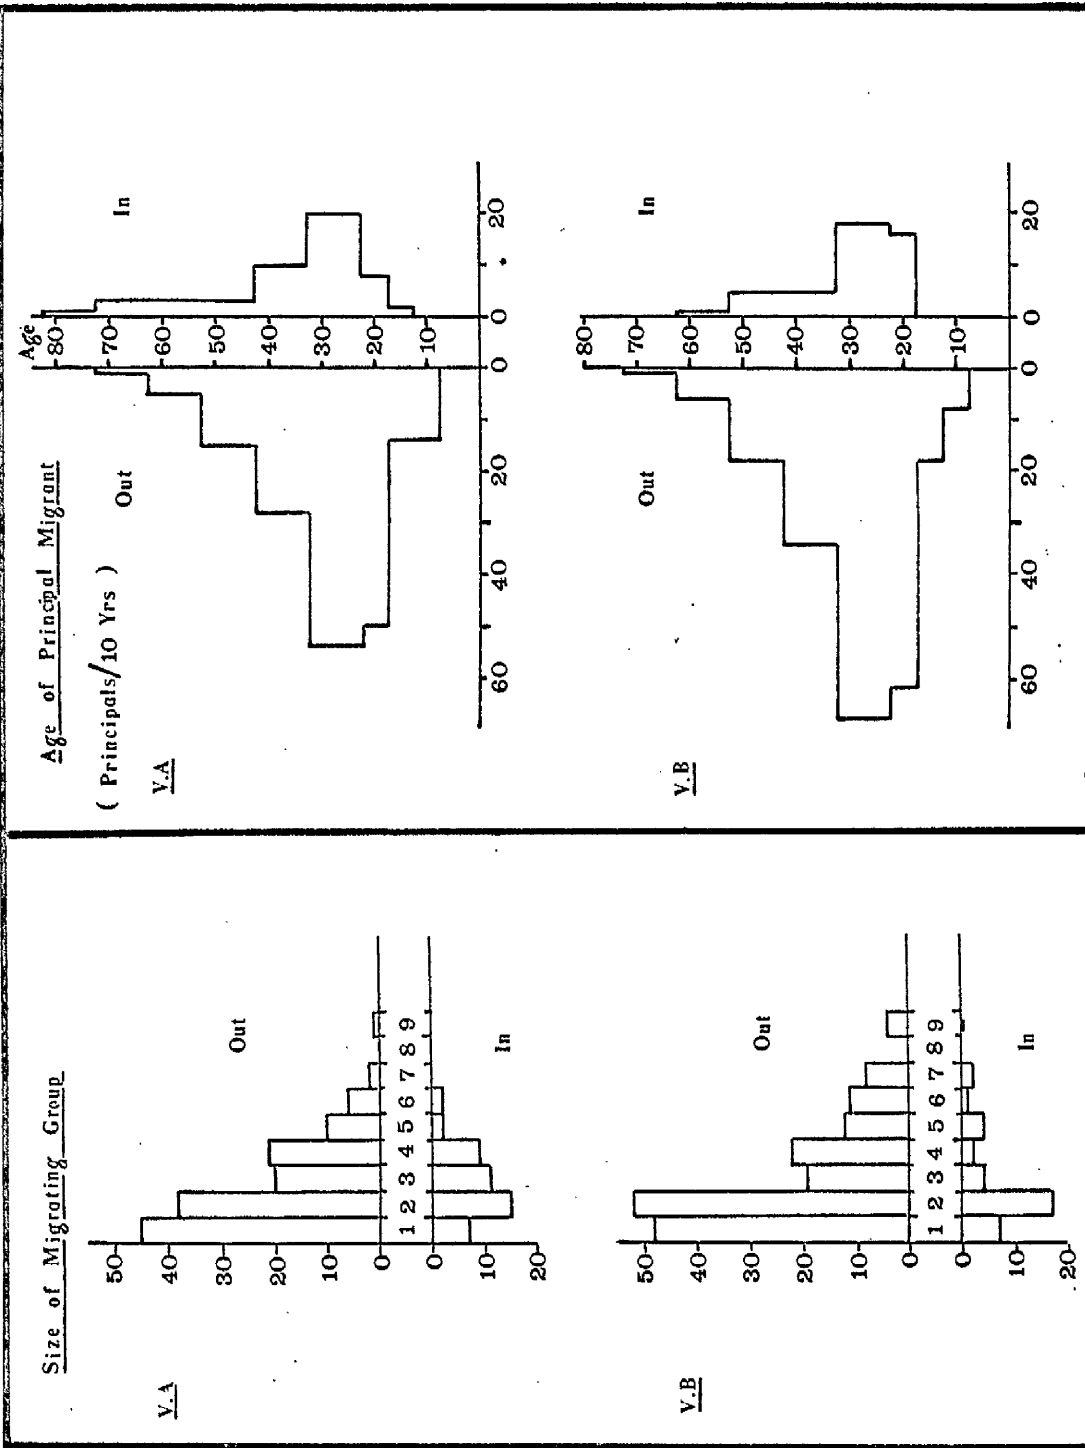 Size of Migrating Group
V.A
Out
50
40
30
20
10
0
1 2 3 4 5 6 7 8 9
0
10
20
In
V.B
Out
50
40
30
20
10
0
1 2 3 4 5 6 7 8 9
0
10
20
In
Age of Principal Migrant
( Principals/10 Yrs )
V.A
Out
In
Age
80
70
60
50
40
30
20
10
60 40 20 0 0 20
V.B
Out
In
80
70
60
50
40
30
20
10
60 40 20 0 0 20